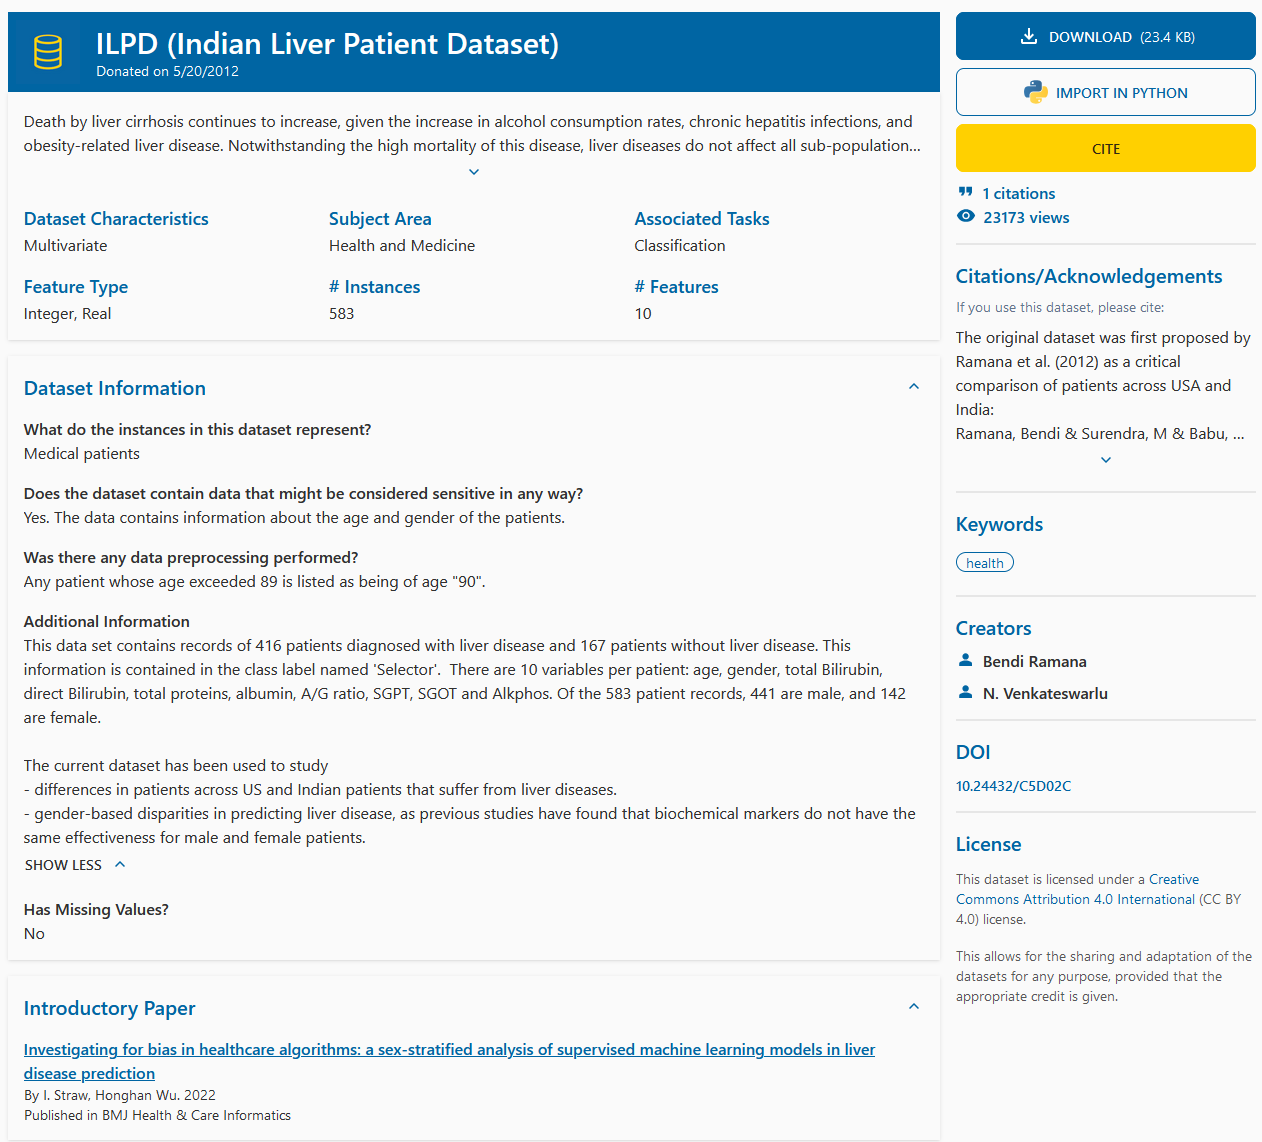 ILPD (Indian Liver Patient Dataset)
Donated on 5/20/2012
Death by liver cirrhosis continues to increase, given the increase in alcohol consumption rates, chronic hepatitis infections, and
obesity-related liver disease. Notwithstanding the high mortality of this disease, liver diseases do not affect all sub-population...
Dataset Characteristics
Multivariate
Subject Area
Health and Medicine
Associated Tasks
Classification
Feature Type
Integer, Real
# Instances
583
# Features
10
Dataset Information
What do the instances in this dataset represent?
Medical patients
Does the dataset contain data that might be considered sensitive in any way?
Yes. The data contains information about the age and gender of the patients.
Was there any data preprocessing performed?
Any patient whose age exceeded 89 is listed as being of age "90".
Additional Information
This data set contains records of 416 patients diagnosed with liver disease and 167 patients without liver disease. This
information is contained in the class label named 'Selector'.  There are 10 variables per patient: age, gender, total Bilirubin,
direct Bilirubin, total proteins, albumin, A/G ratio, SGPT, SGOT and Alkphos. Of the 583 patient records, 441 are male, and 142
are female.
The current dataset has been used to study
- differences in patients across US and Indian patients that suffer from liver diseases.
- gender-based disparities in predicting liver disease, as previous studies have found that biochemical markers do not have the
same effectiveness for male and female patients.
SHOW LESS
Has Missing Values?
No
Introductory Paper
Investigating for bias in healthcare algorithms: a sex-stratified analysis of supervised machine learning models in liver
disease prediction
By I. Straw, Honghan Wu. 2022
Published in BMJ Health & Care Informatics
DOWNLOAD (23.4 KB)
IMPORT IN PYTHON
CITE
1 citations
23173 views
Citations/Acknowledgements
If you use this dataset, please cite:
The original dataset was first proposed by
Ramana et al. (2012) as a critical
comparison of patients across USA and
India:
Ramana, Bendi & Surendra, M & Babu, ...
Keywords
health
Creators
Bendi Ramana
N. Venkateswarlu
DOI
10.24432/C5D02C
License
This dataset is licensed under a Creative
Commons Attribution 4.0 International (CC BY
4.0) license.
This allows for the sharing and adaptation of the
datasets for any purpose, provided that the
appropriate credit is given.